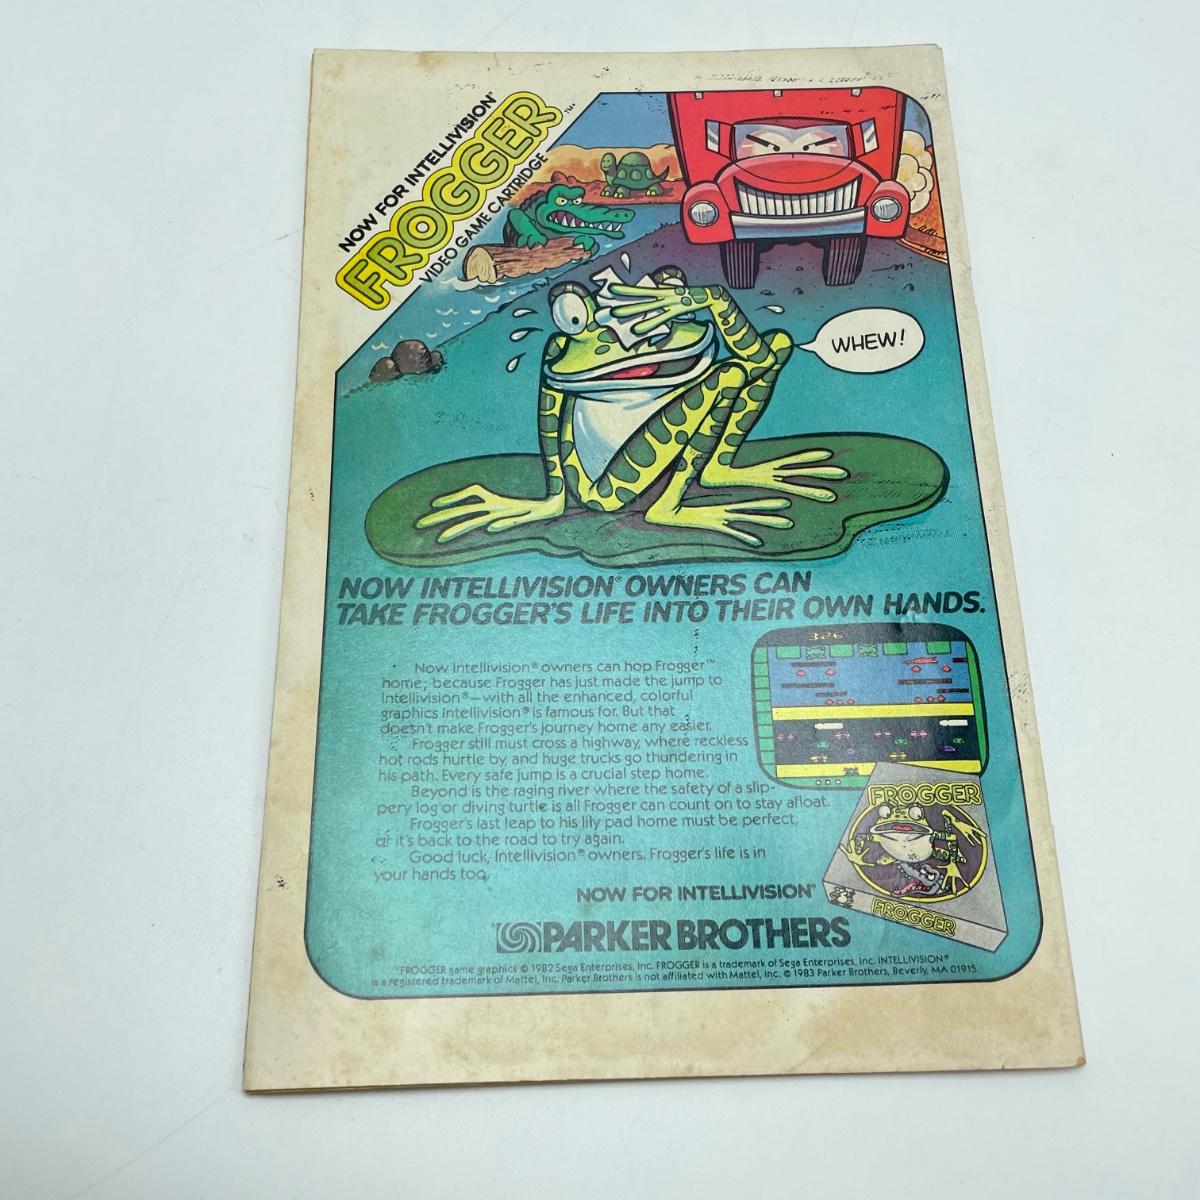 NOW FOR INTELLIVISION®
FROGGER™
VIDEO GAME CARTRIDGE
WHEW!
NOW INTELLIVISION® OWNERS CAN
TAKE FROGGER'S LIFE INTO THEIR OWN HANDS.
Now Intellivision® owners can hop Frogger™
home; because Frogger has just made the jump to
Intellivision®—with all the enhanced, colorful
graphics Intellivision® is famous for. But that
doesn't make Frogger's journey home any easier.
Frogger still must cross a highway, where reckless
hot rods hurtle by, and huge trucks go thundering in
his path. Every safe jump is a crucial step home.
Beyond is the raging river where the safety of a slip-
pery log or diving turtle is all Frogger can count on to stay afloat.
Frogger's last leap to his lily pad home must be perfect,
or it's back to the road to try again.
Good luck, Intellivision® owners. Frogger's life is in
your hands too.
326
FROGGER
FROGGER
NOW FOR INTELLIVISION®
PARKER BROTHERS
™FROGGER game graphics © 1982 Sega Enterprises, Inc. FROGGER is a trademark of Sega Enterprises, Inc. INTELLIVISION®
is a registered trademark of Mattel, Inc. Parker Brothers is not affiliated with Mattel, Inc. © 1983 Parker Brothers, Beverly, MA 01915.